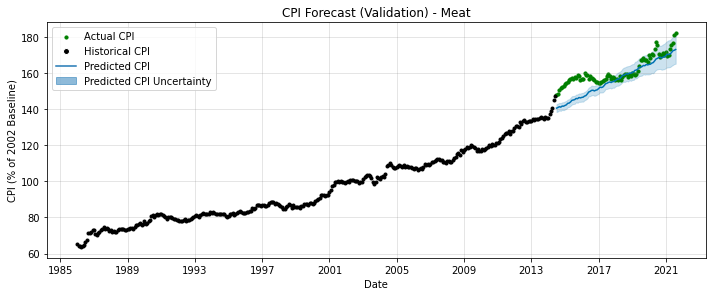 CPI Forecast (Validation) - Meat
Actual CPI
Historical CPI
Predicted CPI
Predicted CPI Uncertainty
CPI (% of 2002 Baseline)
180
160
140
120
100
80
60
1985
1989
1993
1997
2001
2005
2009
2013
2017
2021
Date